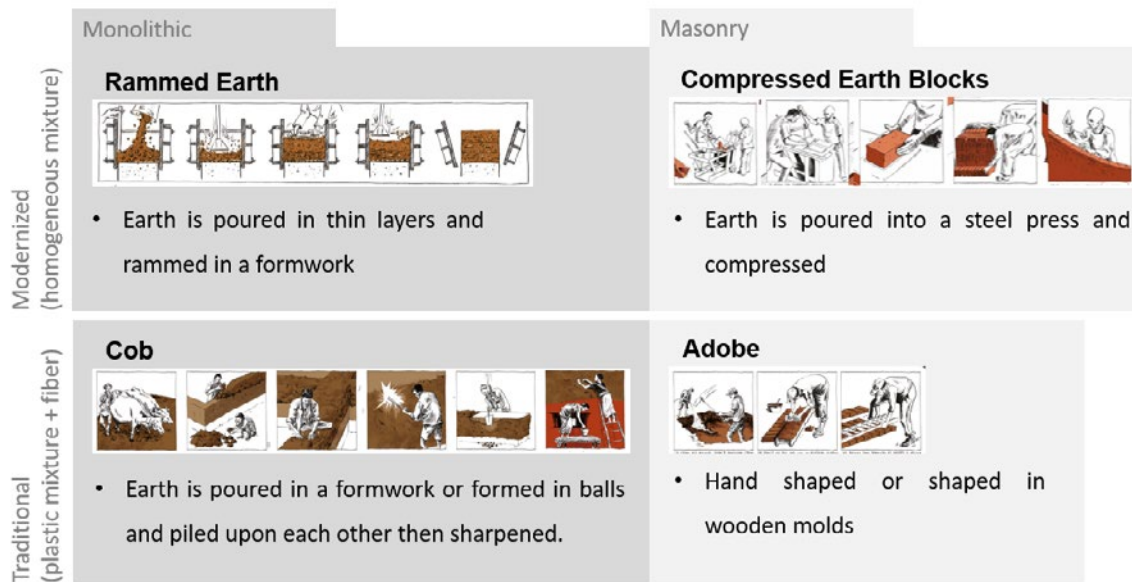 Monolithic
Masonry
Modernized
(homogeneous mixture)
Rammed Earth
• Earth is poured in thin layers and
rammed in a formwork
Compressed Earth Blocks
• Earth is poured into a steel press and
compressed
Traditional
(plastic mixture + fiber)
Cob
• Earth is poured in a formwork or formed in balls
and piled upon each other then sharpened.
Adobe
• Hand shaped or shaped in
wooden molds